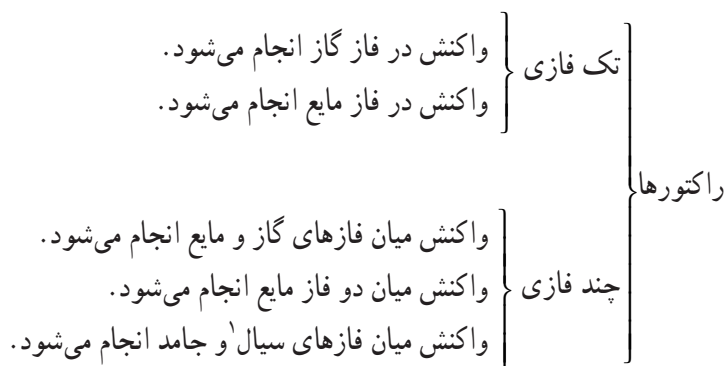 واکنش در فاز گاز انجام می‌شود.
تک فازی
واکنش در فاز مایع انجام می‌شود.
راکتورها
واکنش میان فازهای گاز و مایع انجام می‌شود.
چند فازی
واکنش میان دو فاز مایع انجام می‌شود.
واکنش میان فازهای سیال۱ و جامد انجام می‌شود.